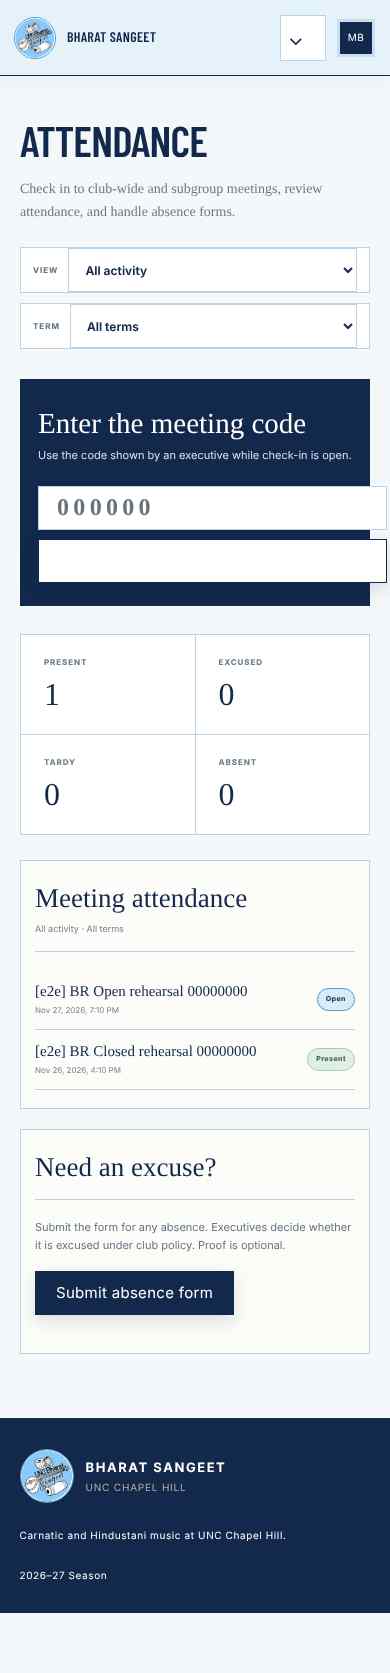 BHARAT SANGEET
MB
ATTENDANCE
Check in to club-wide and subgroup meetings, review
attendance, and handle absence forms.
VIEW All activity
TERM All terms
Enter the meeting code
Use the code shown by an executive while check-in is open.
000000
PRESENT EXCUSED
1 0
TARDY ABSENT
0 0
Meeting attendance
All activity · All terms
[e2e] BR Open rehearsal 00000000
Open
Nov 27, 2026, 7:10 PM
[e2e] BR Closed rehearsal 00000000
Present
Nov 26, 2026, 4:10 PM
Need an excuse?
Submit the form for any absence. Executives decide whether
it is excused under club policy. Proof is optional.
Submit absence form
BHARAT SANGEET
UNC CHAPEL HILL
Carnatic and Hindustani music at UNC Chapel Hill.
2026–27 Season